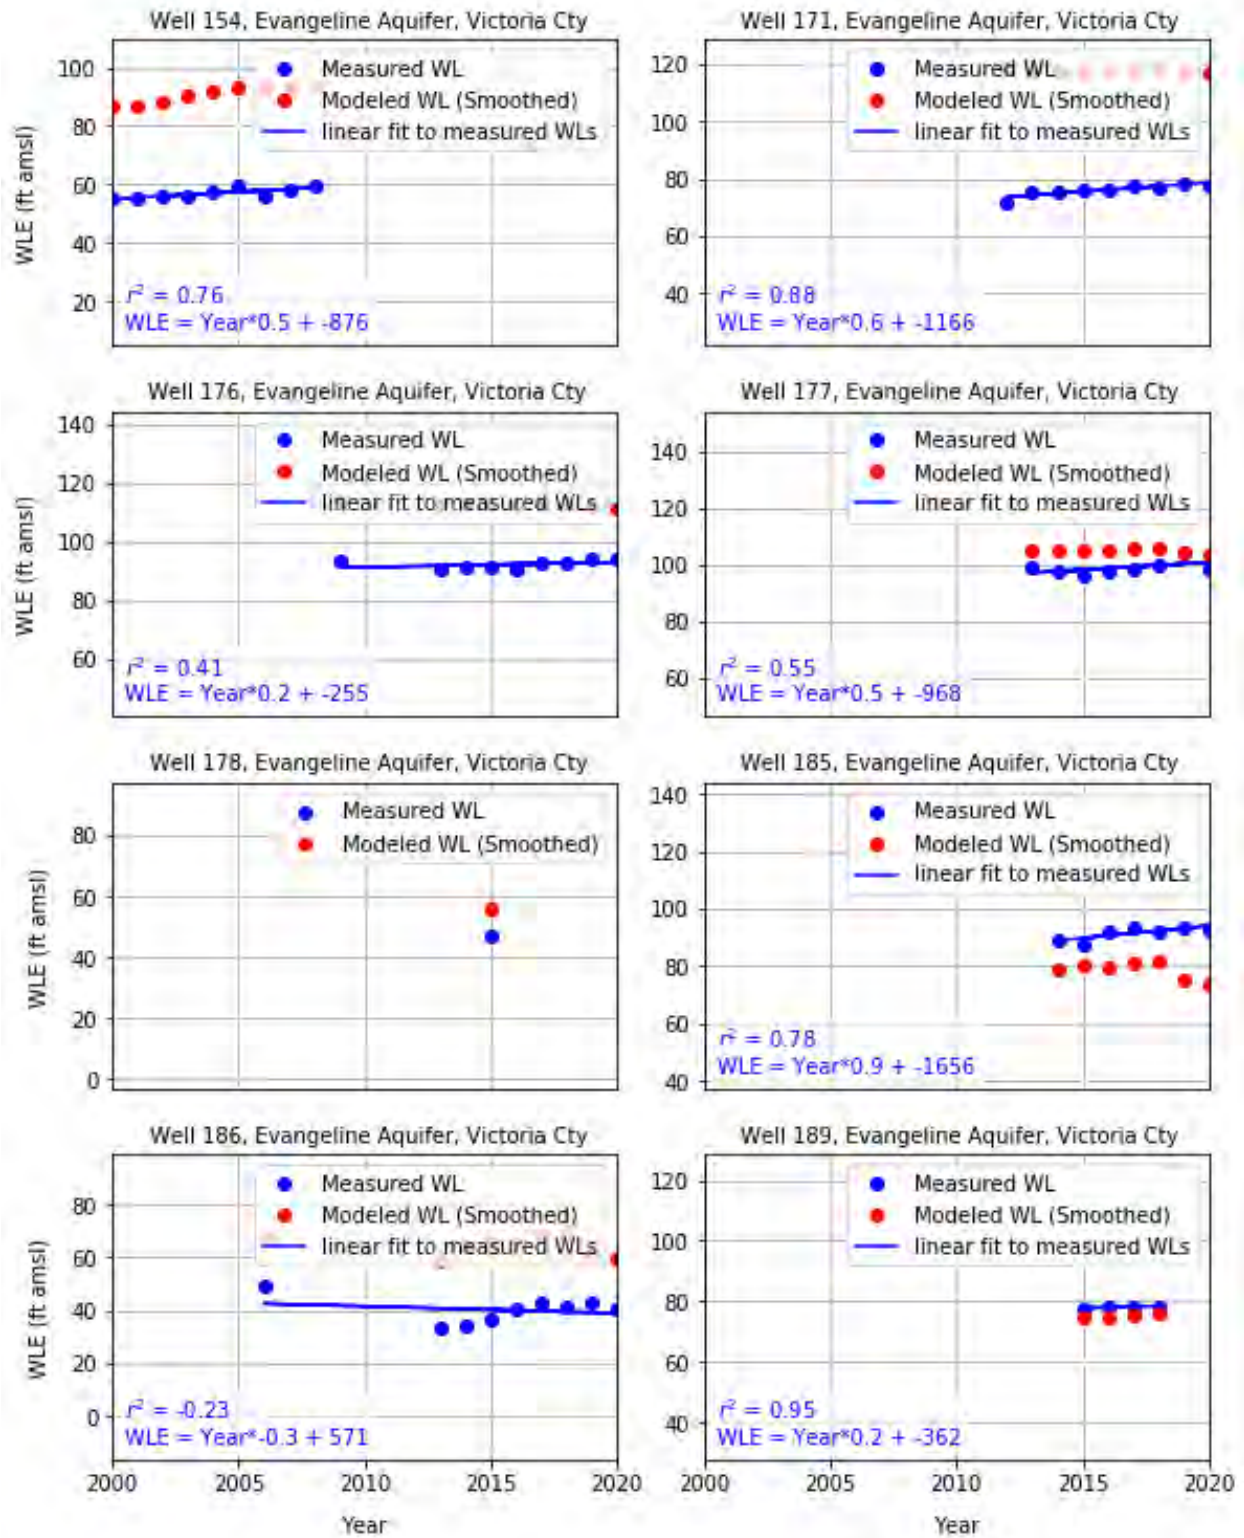 Well 154, Evangeline Aquifer, Victoria Cty
WLE (ft amsl)
100
80
60
40
20
Measured WL
Modeled WL (Smoothed)
linear fit to measured WLs
r² = 0.76
WLE = Year*0.5 + -876
Well 171, Evangeline Aquifer, Victoria Cty
120
100
80
60
40
Measured WL
Modeled WL (Smoothed)
linear fit to measured WLs
r² = 0.88
WLE = Year*0.6 + -1166
Well 176, Evangeline Aquifer, Victoria Cty
WLE (ft amsl)
140
120
100
80
60
Measured WL
Modeled WL (Smoothed)
linear fit to measured WLs
r² = 0.41
WLE = Year*0.2 + -255
Well 177, Evangeline Aquifer, Victoria Cty
140
120
100
80
60
Measured WL
Modeled WL (Smoothed)
linear fit to measured WLs
r² = 0.55
WLE = Year*0.5 + -968
Well 178, Evangeline Aquifer, Victoria Cty
WLE (ft amsl)
80
60
40
20
0
Measured WL
Modeled WL (Smoothed)
Well 185, Evangeline Aquifer, Victoria Cty
140
120
100
80
60
40
Measured WL
Modeled WL (Smoothed)
linear fit to measured WLs
r² = 0.78
WLE = Year*0.9 + -1656
Well 186, Evangeline Aquifer, Victoria Cty
WLE (ft amsl)
80
60
40
20
0
Measured WL
Modeled WL (Smoothed)
linear fit to measured WLs
r² = -0.23
WLE = Year*-0.3 + 571
2000 2005 2010 2015 2020
Year
Well 189, Evangeline Aquifer, Victoria Cty
120
100
80
60
40
Measured WL
Modeled WL (Smoothed)
linear fit to measured WLs
r² = 0.95
WLE = Year*0.2 + -362
2000 2005 2010 2015 2020
Year